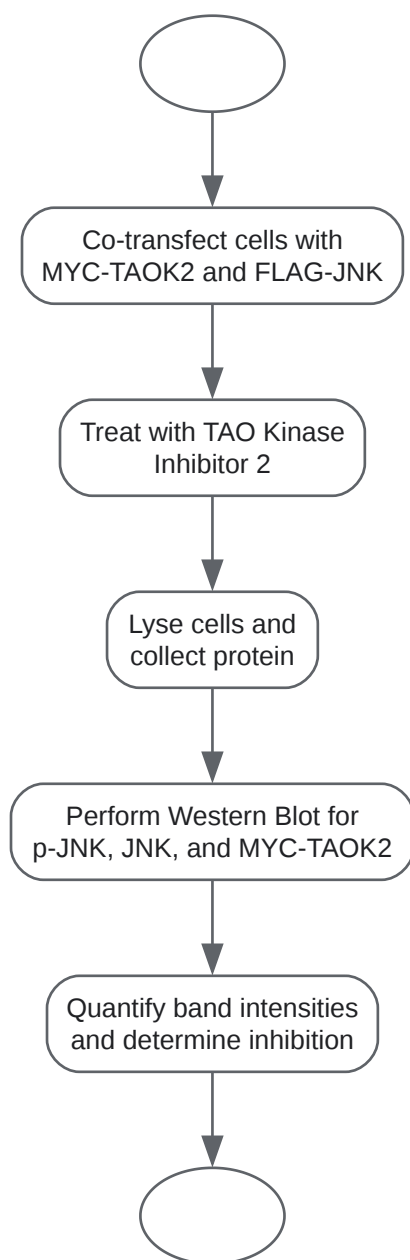 Co-transfect cells with
MYC-TAOK2 and FLAG-JNK
Treat with TAO Kinase
Inhibitor 2
Lyse cells and
collect protein
Perform Western Blot for
p-JNK, JNK, and MYC-TAOK2
Quantify band intensities
and determine inhibition